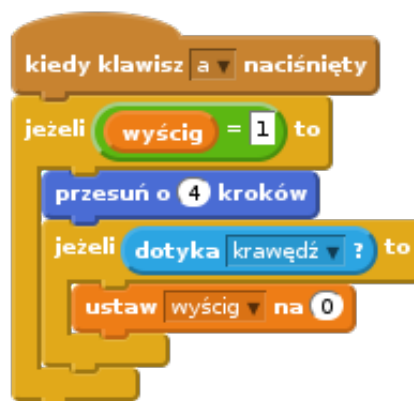 kiedy klawisz a naciśnięty
jeżeli wyścig = 1 to
przesuń o 4 kroków
jeżeli dotyka krawędź ? to
ustaw wyścig na 0